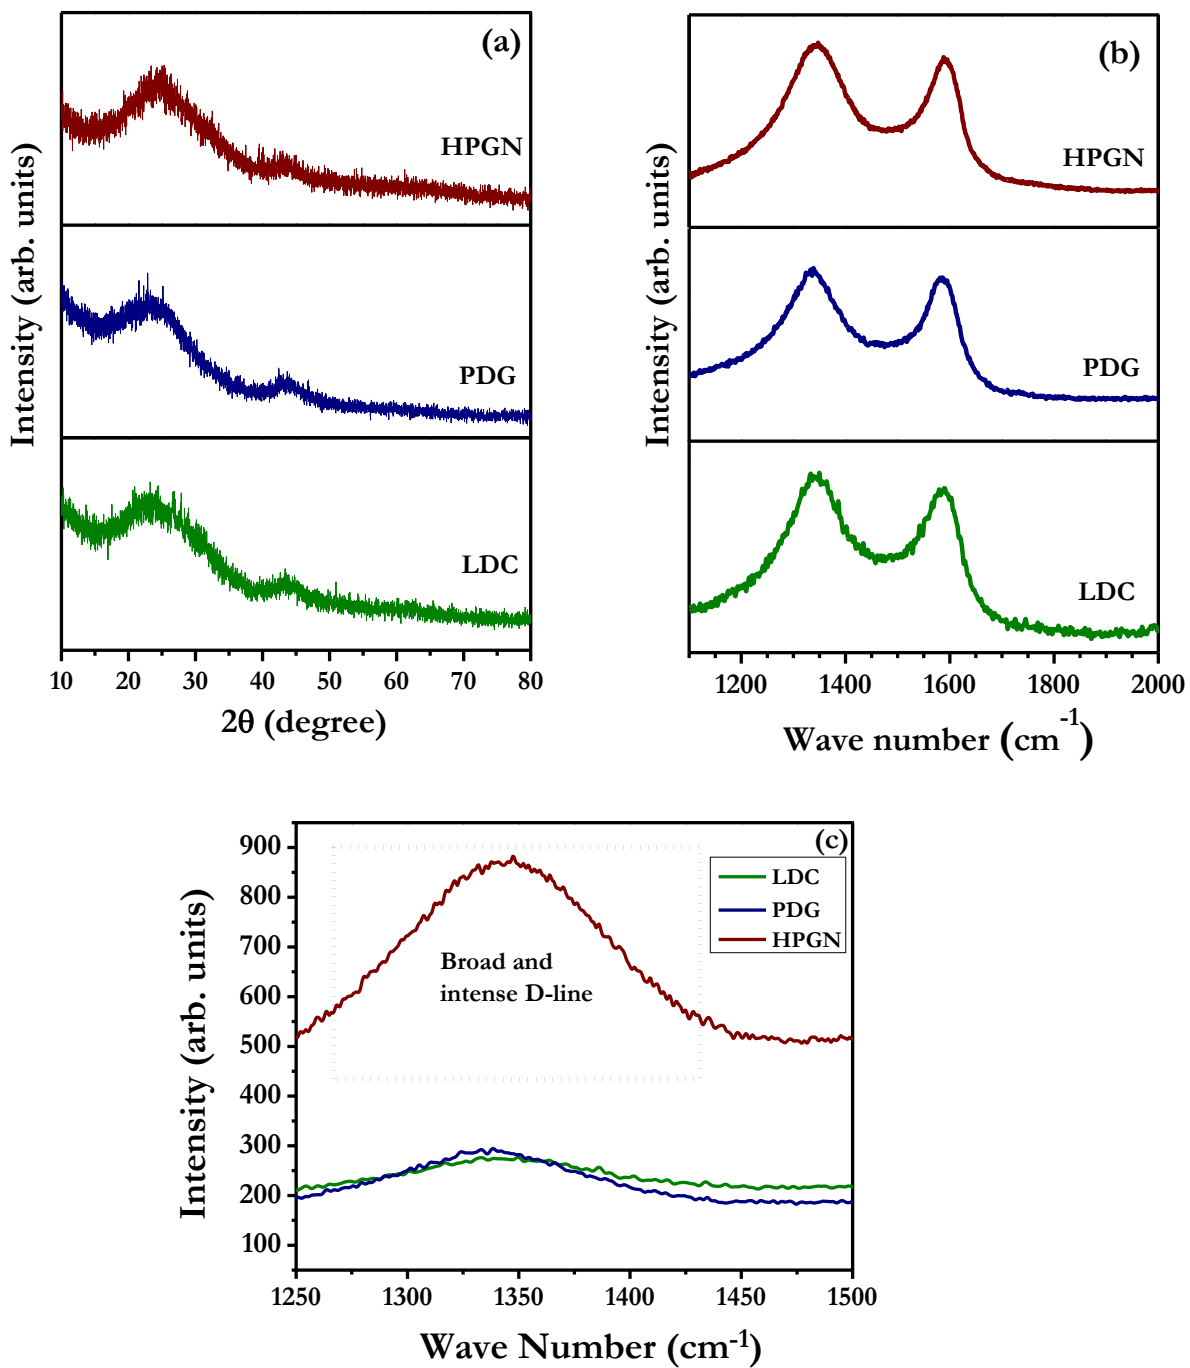 (a)
HPGN
PDG
LDC
Intensity (arb. units)
10 20 30 40 50 60 70 80
2θ (degree)
(b)
HPGN
PDG
LDC
Intensity (arb. units)
1200 1400 1600 1800 2000
Wave number (cm-1)
(c)
900
800
700
600
500
400
300
200
100
Intensity (arb. units)
LDC
PDG
HPGN
Broad and
intense D-line
1250 1300 1350 1400 1450 1500
Wave Number (cm-1)